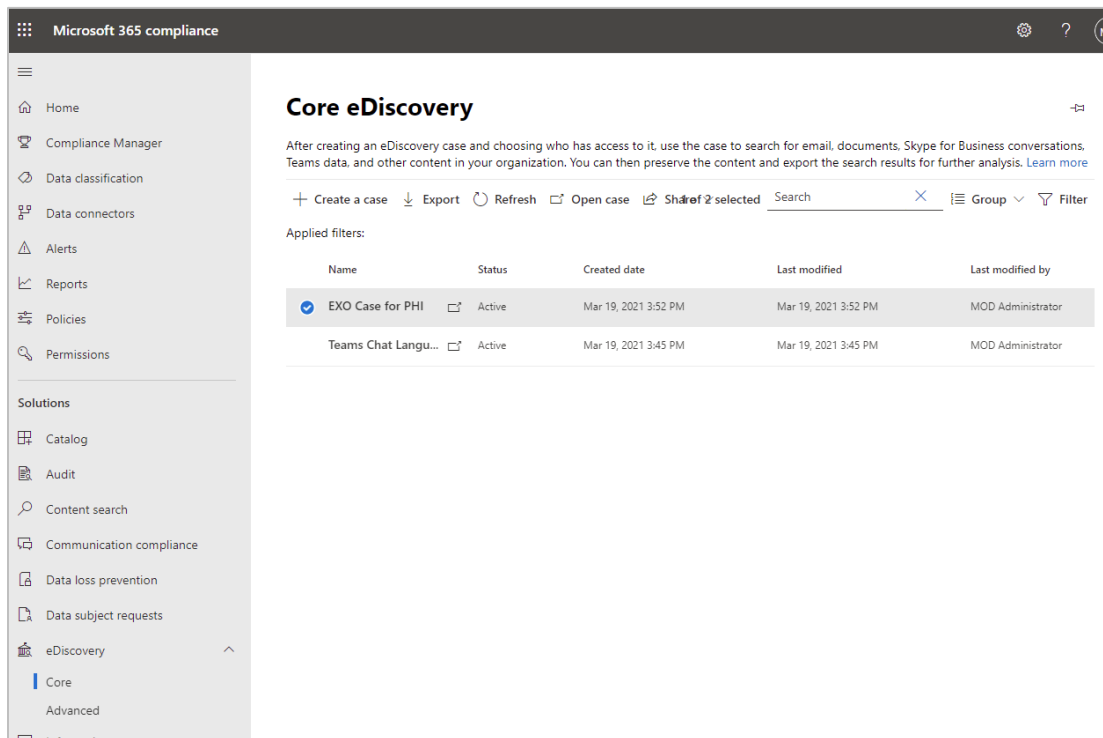 Microsoft 365 compliance
?
Home
Compliance Manager
Data classification
Data connectors
Alerts
Reports
Policies
Permissions
Solutions
Catalog
Audit
Content search
Communication compliance
Data loss prevention
Data subject requests
eDiscovery
Core
Advanced
Core eDiscovery
After creating an eDiscovery case and choosing who has access to it, use the case to search for email, documents, Skype for Business conversations,
Teams data, and other content in your organization. You can then preserve the content and export the search results for further analysis. Learn more
Create a case Export Refresh Open case Share 1 of 2 selected Search Group Filter
Applied filters:
Name Status Created date Last modified Last modified by
EXO Case for PHI Active Mar 19, 2021 3:52 PM Mar 19, 2021 3:52 PM MOD Administrator
Teams Chat Langu... Active Mar 19, 2021 3:45 PM Mar 19, 2021 3:45 PM MOD Administrator